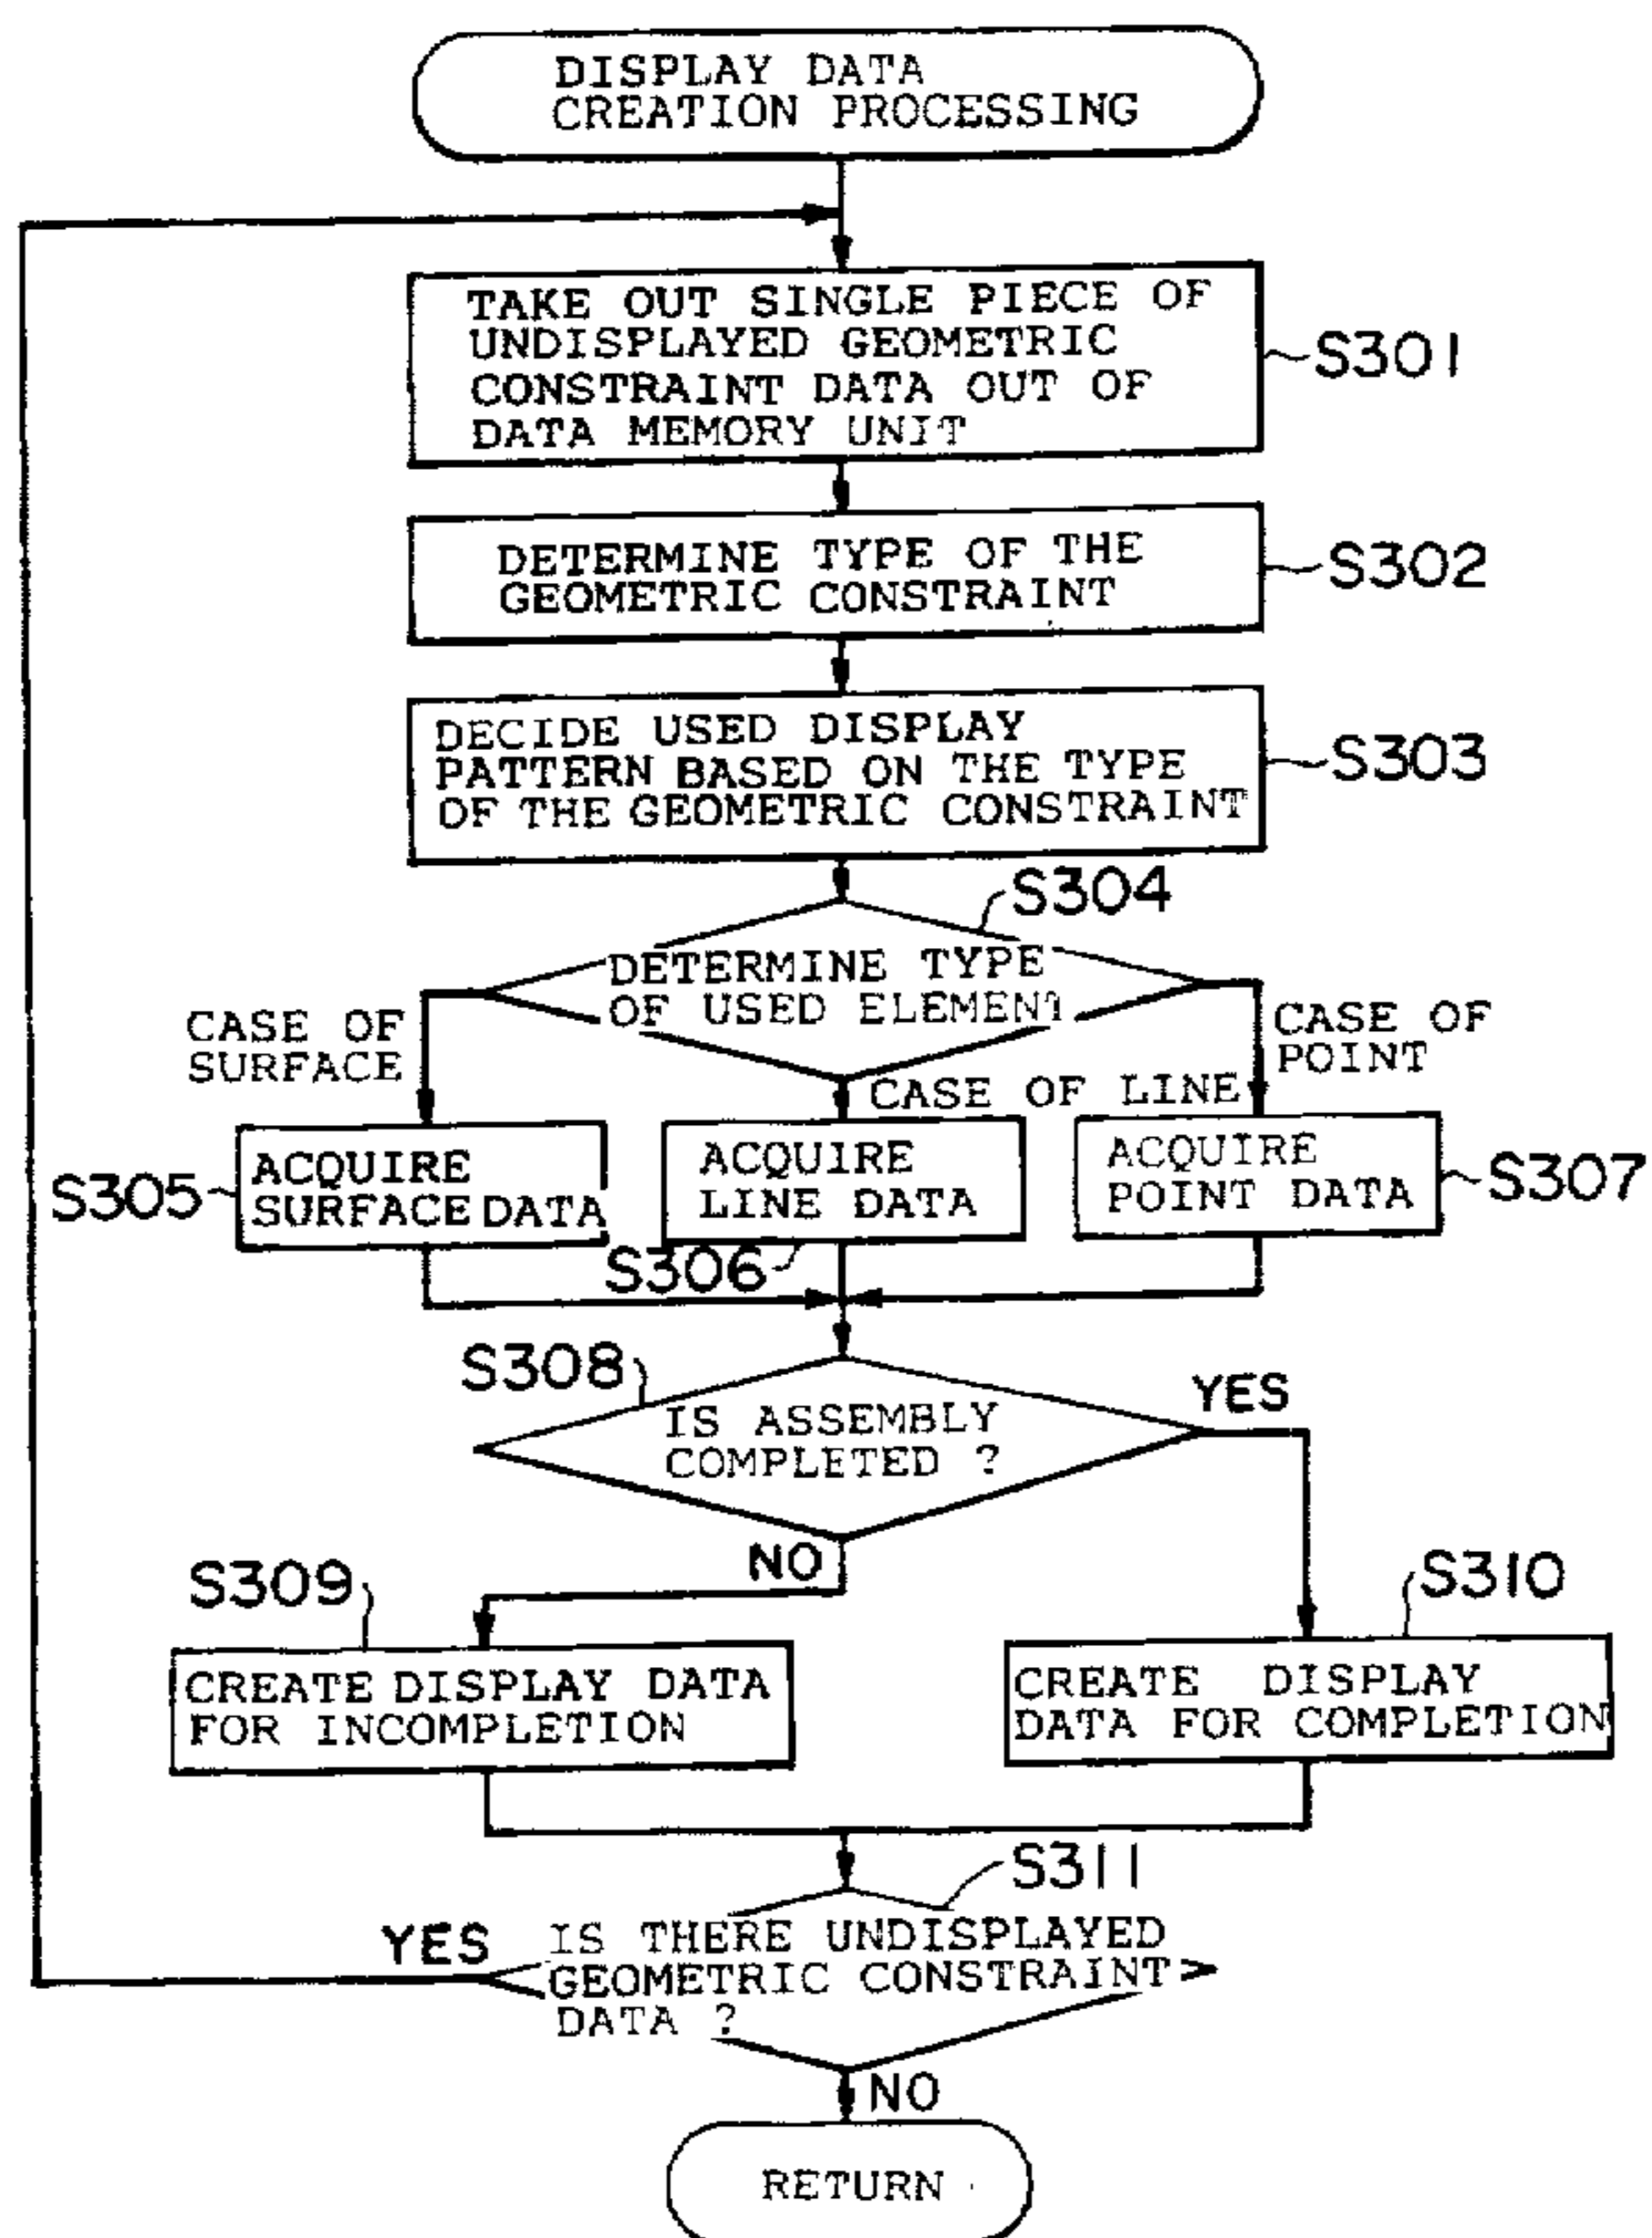 DISPLAY DATA
CREATION PROCESSING
TAKE OUT SINGLE PIECE OF
UNDISPLAYED GEOMETRIC
CONSTRAINT DATA OUT OF
DATA MEMORY UNIT
S301
DETERMINE TYPE OF THE
GEOMETRIC CONSTRAINT
S302
DECIDE USED DISPLAY
PATTERN BASED ON THE TYPE
OF THE GEOMETRIC CONSTRAINT
S303
S304
DETERMINE TYPE
OF USED ELEMENT
CASE OF
SURFACE
CASE OF LINE
CASE OF
POINT
S305
ACQUIRE
SURFACE DATA
ACQUIRE
LINE DATA
S306
ACQUIRE
POINT DATA
S307
S308
IS ASSEMBLY
COMPLETED ?
YES
NO
S309
CREATE DISPLAY DATA
FOR INCOMPLETION
S310
CREATE DISPLAY
DATA FOR COMPLETION
S311
YES
IS THERE UNDISPLAYED
GEOMETRIC CONSTRAINT
DATA ?
NO
RETURN